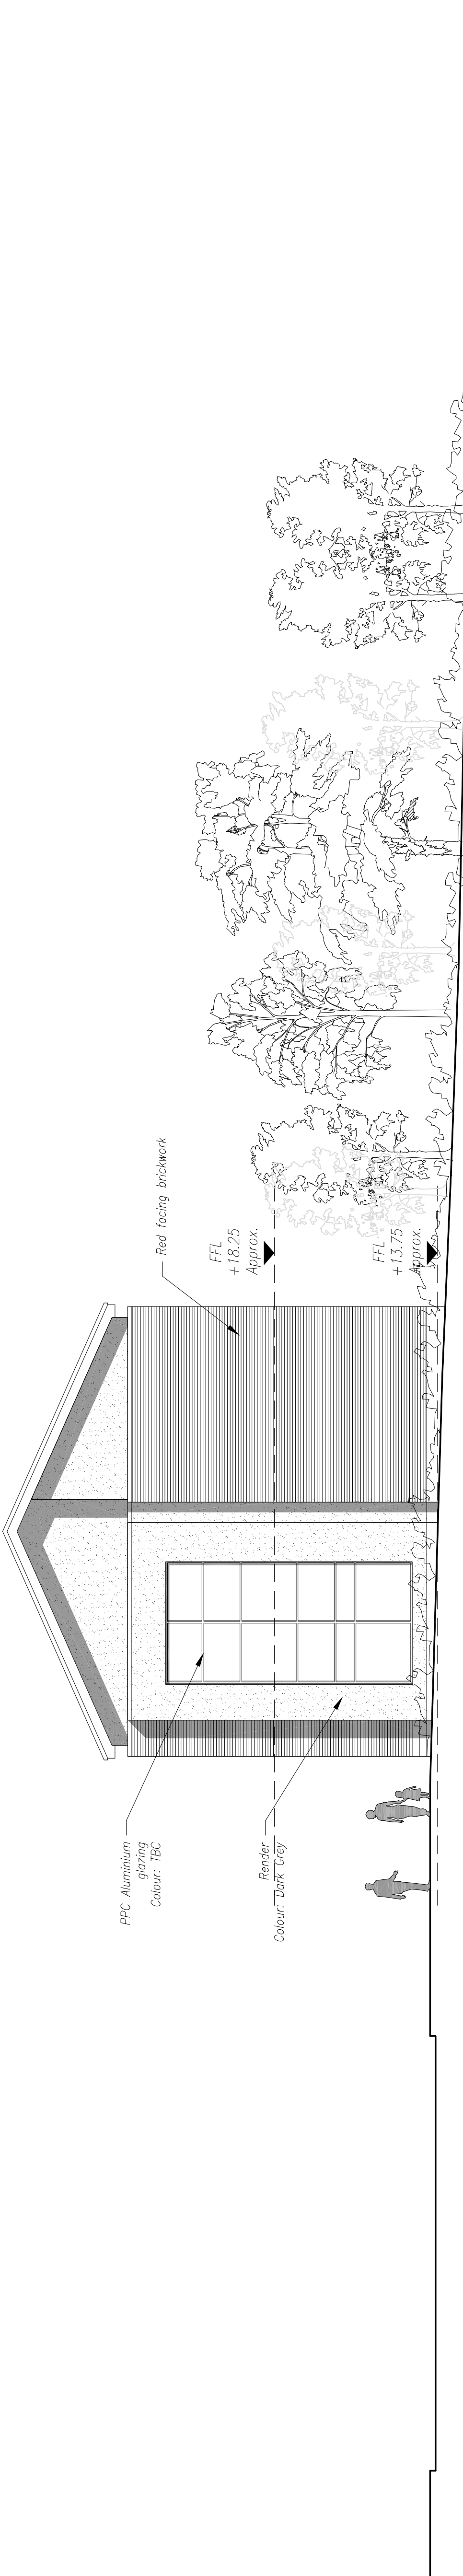 PPC Aluminium
glazing
Colour: TBC
Render
Colour: Dark Grey
Red facing brickwork
FFL
+18.25
Approx.
FFL
+13.75
Approx.